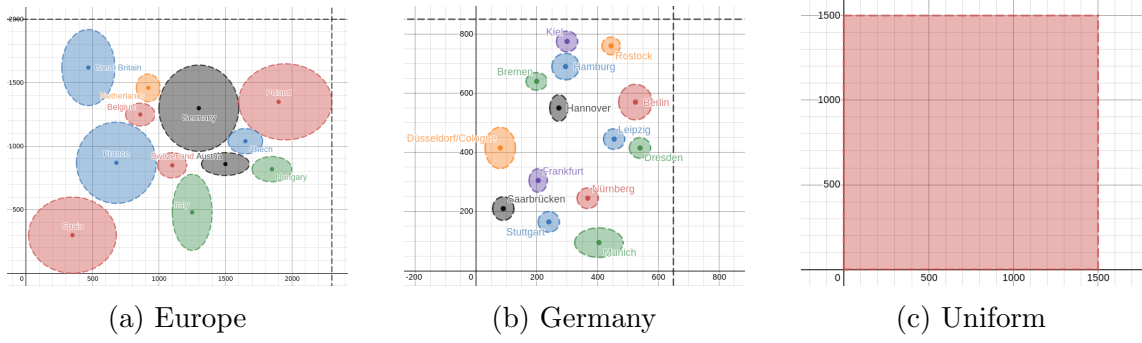 2000
1500
1000
500
0
500
1000
1500
2000
Great Britain
Netherlands
Belgium
Germany
Poland
France
Czech
Switzerland
Austria
Hungary
Italy
Spain
800
600
400
200
-200
0
200
400
600
800
Kiel
Rostock
Hamburg
Bremen
Hannover
Berlin
Leipzig
Düsseldorf/Cologne
Dresden
Frankfurt
Nürnberg
Saarbrücken
Stuttgart
Munich
1500
1000
500
0
0
500
1000
1500
(a) Europe
(b) Germany
(c) Uniform